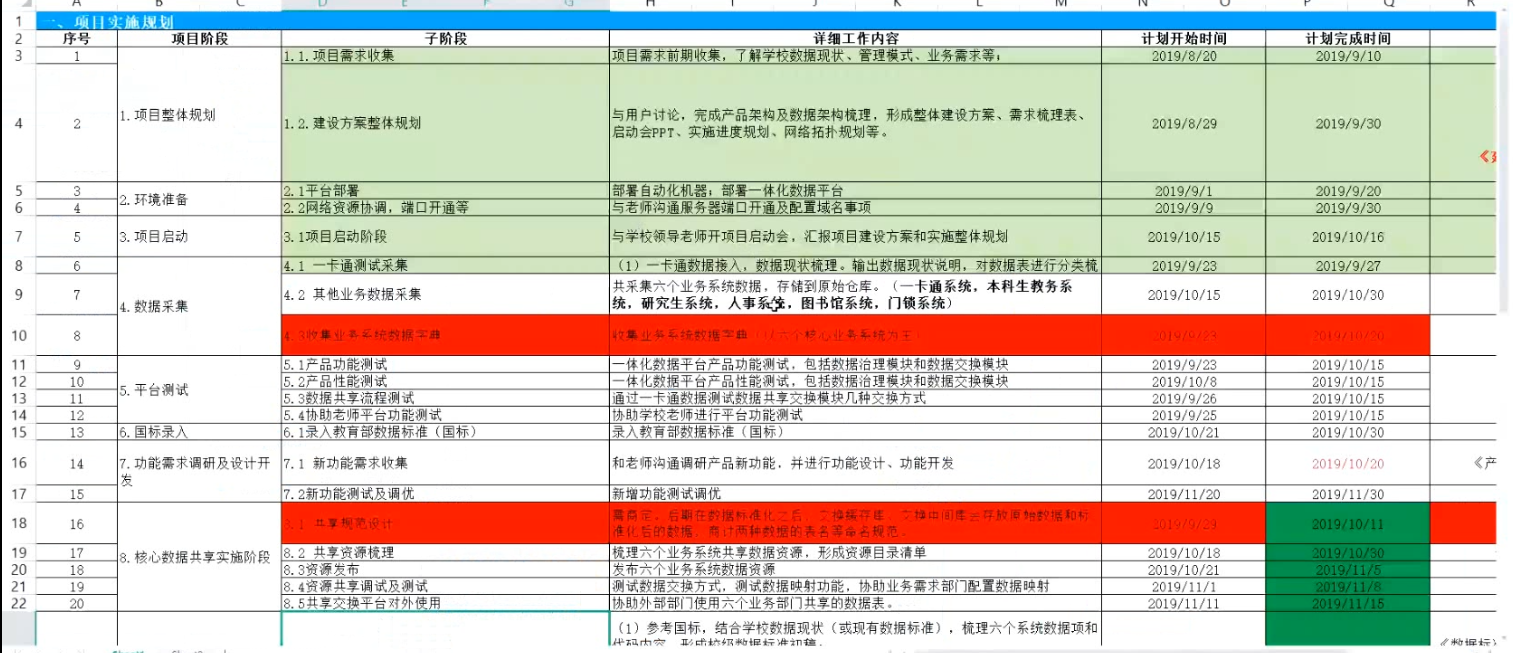 A B C D E F G H I J K L M N O P Q R
1 一、项目实施规划
2 序号 项目阶段 子阶段 详细工作内容 计划开始时间 计划完成时间
3 1 1.1.项目需求收集 项目需求前期收集，了解学校数据现状、管理模式、业务需求等； 2019/8/20 2019/9/10
1.项目整体规划
4 2 1.2.建设方案整体规划 与用户讨论，完成产品架构及数据架构梳理，形成整体建设方案、需求梳理表、
启动会PPT、实施进度规划、网络拓扑规划等。 2019/8/29 2019/9/30
5 3 2.1平台部署 部署自动化机器；部署一体化数据平台 2019/9/1 2019/9/20
2.环境准备
6 4 2.2网络资源协调，端口开通等 与老师沟通服务器端口开通及配置域名事项 2019/9/9 2019/9/30
7 5 3.项目启动 3.1项目启动阶段 与学校领导老师开项目启动会，汇报项目建设方案和实施整体规划 2019/10/15 2019/10/16
8 6 4.1 一卡通测试采集 （1）一卡通数据接入，数据现状梳理。输出数据现状说明，对数据表进行分类梳 2019/9/23 2019/9/27
9 7 4.2 其他业务数据采集 共采集六个业务系统数据，存储到原始仓库。（一卡通系统，本科生教务系
统，研究生系统，人事系统，图书馆系统，门锁系统） 2019/10/15 2019/10/30
4.数据采集
10 8 4.3收集业务系统数据字典 收集业务系统数据字典（以六个核心业务系统为主） 2019/9/23 2019/10/20
11 9 5.1产品功能测试 一体化数据平台产品功能测试，包括数据治理模块和数据交换模块 2019/9/23 2019/10/15
12 10 5.2产品性能测试 一体化数据平台产品性能测试，包括数据治理模块和数据交换模块 2019/10/8 2019/10/15
5.平台测试
13 11 5.3数据共享流程测试 通过一卡通数据测试数据共享交换模块几种交换方式 2019/9/26 2019/10/15
14 12 5.4协助老师平台功能测试 协助学校老师进行平台功能测试 2019/9/25 2019/10/15
15 13 6.国标录入 6.1录入教育部数据标准（国标） 录入教育部数据标准（国标） 2019/10/21 2019/10/30
16 14 7.功能需求调研及设计开
发 7.1 新功能需求收集 和老师沟通调研产品新功能，并进行功能设计、功能开发 2019/10/18 2019/10/20 《产
17 15 7.2新功能测试及调优 新增功能测试调优 2019/11/20 2019/11/30
18 16 8.1 共享规范设计 需商定，后期在数据标准化之后，交换缓存库、交换中间库会存放原始数据和标
准化后的数据，商讨两种数据的表名等命名规范。 2019/9/29 2019/10/11
19 17 8.2 共享资源梳理 梳理六个业务系统共享数据资源，形成资源目录清单 2019/10/18 2019/10/30
8.核心数据共享实施阶段
20 18 8.3资源发布 发布六个业务系统数据资源 2019/10/21 2019/11/5
21 19 8.4资源共享调试及测试 测试数据交换方式，测试数据映射功能，协助业务需求部门配置数据映射 2019/11/1 2019/11/8
22 20 8.5共享交换平台对外使用 协助外部部门使用六个业务部门共享的数据表。 2019/11/11 2019/11/15
（1）参考国标，结合学校数据现状（或现有数据标准），梳理六个系统数据项和
代码内容，形成校级数据标准初稿； 《数据标